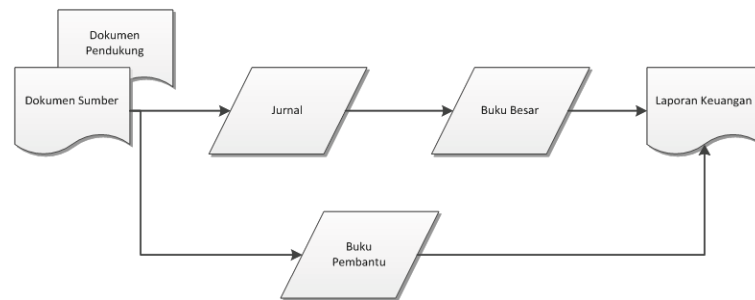 Dokumen
Pendukung
Dokumen Sumber
Jurnal
Buku Besar
Laporan Keuangan
Buku
Pembantu